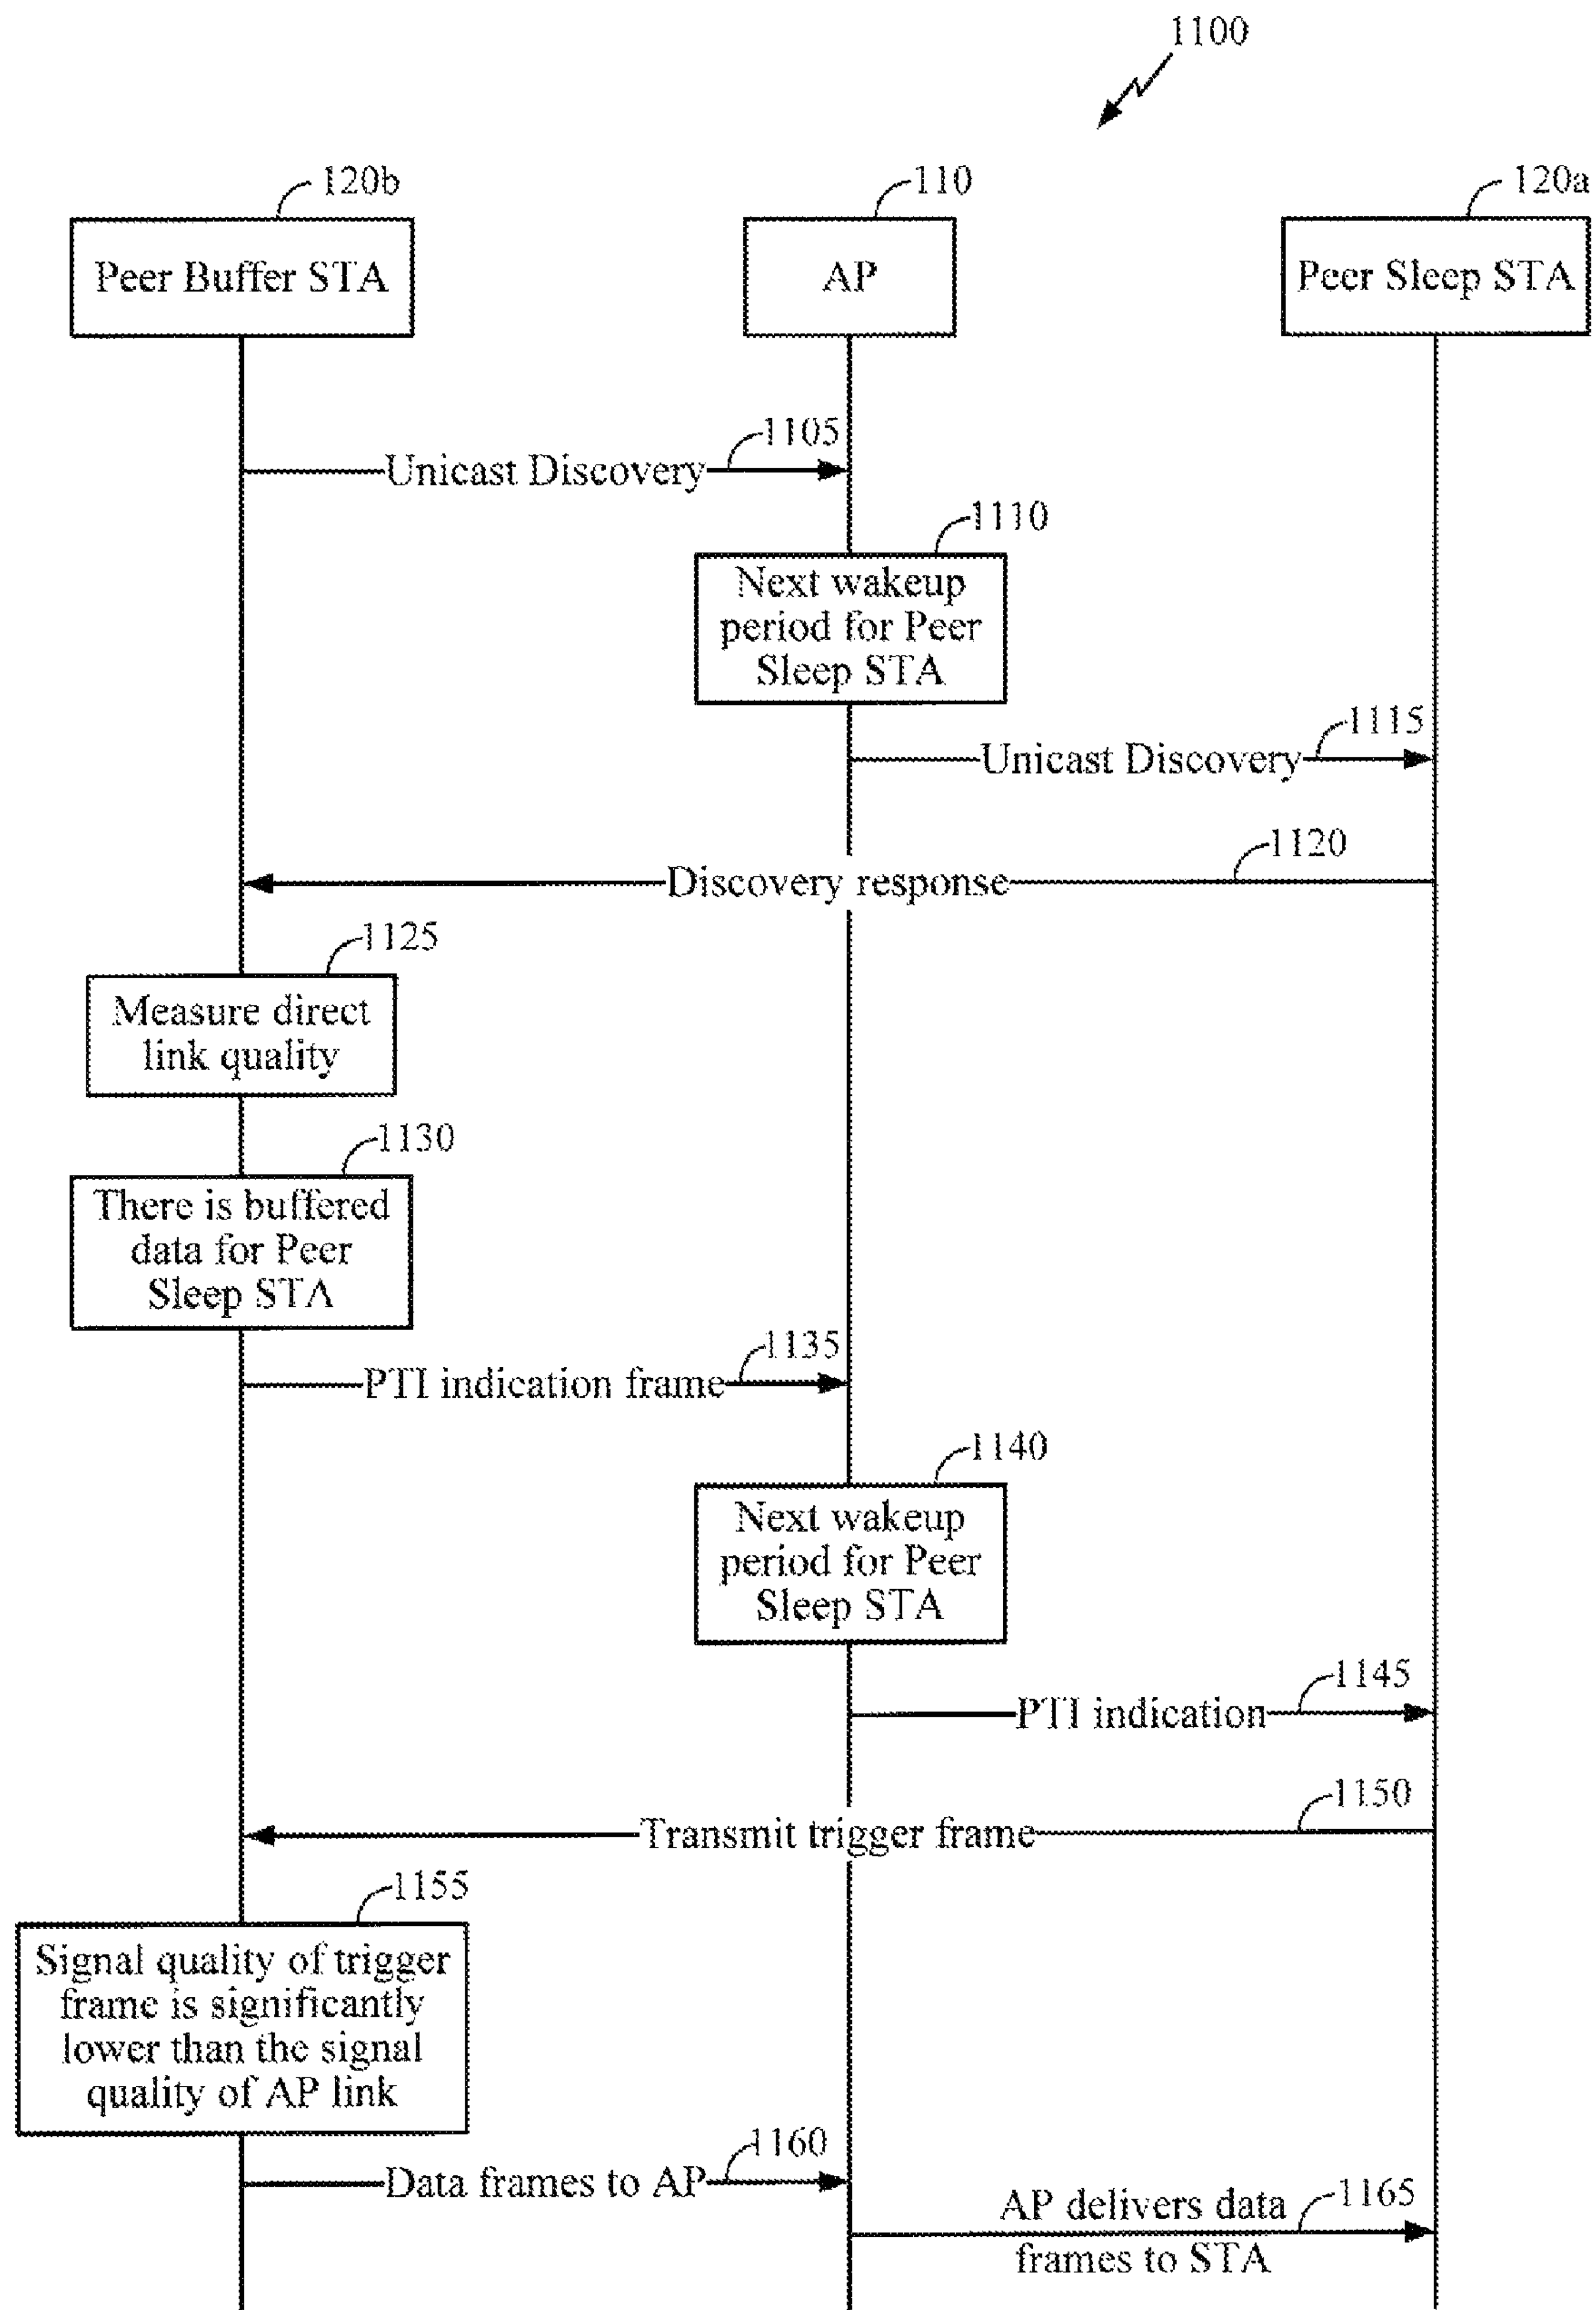 1100
120b
110
120a
Peer Buffer STA
AP
Peer Sleep STA
1105
Unicast Discovery
1110
Next wakeup
period for Peer
Sleep STA
1115
Unicast Discovery
1120
Discovery response
1125
Measure direct
link quality
1130
There is buffered
data for Peer
Sleep STA
1135
PTI indication frame
1140
Next wakeup
period for Peer
Sleep STA
1145
PTI indication
1150
Transmit trigger frame
1155
Signal quality of trigger
frame is significantly
lower than the signal
quality of AP link
1160
Data frames to AP
1165
AP delivers data
frames to STA